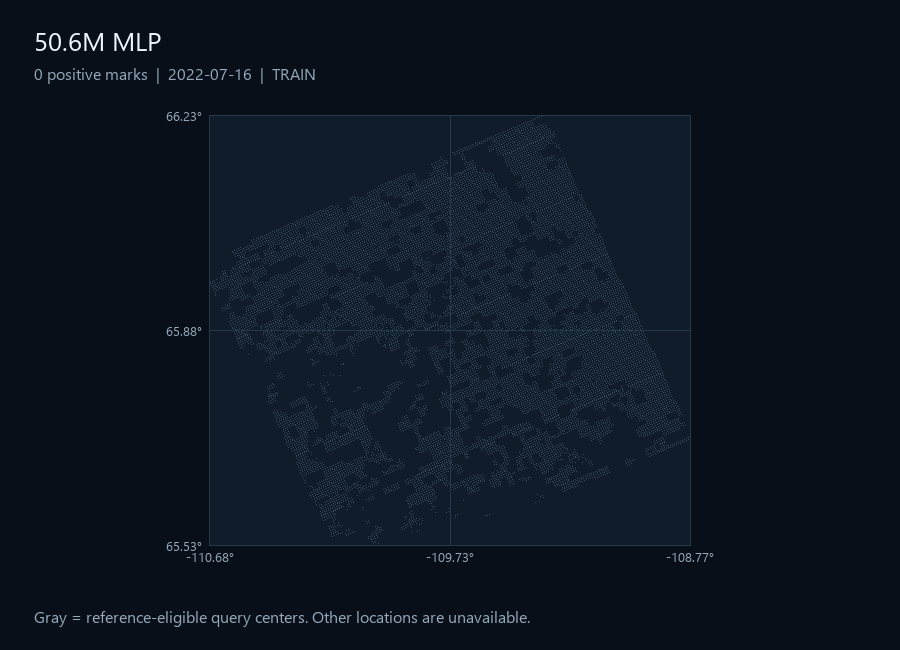 50.6M MLP
0 positive marks | 2022-07-16 | TRAIN
66.23°
65.88°
65.53°
-110.68°
-109.73°
-108.77°
Gray = reference-eligible query centers. Other locations are unavailable.